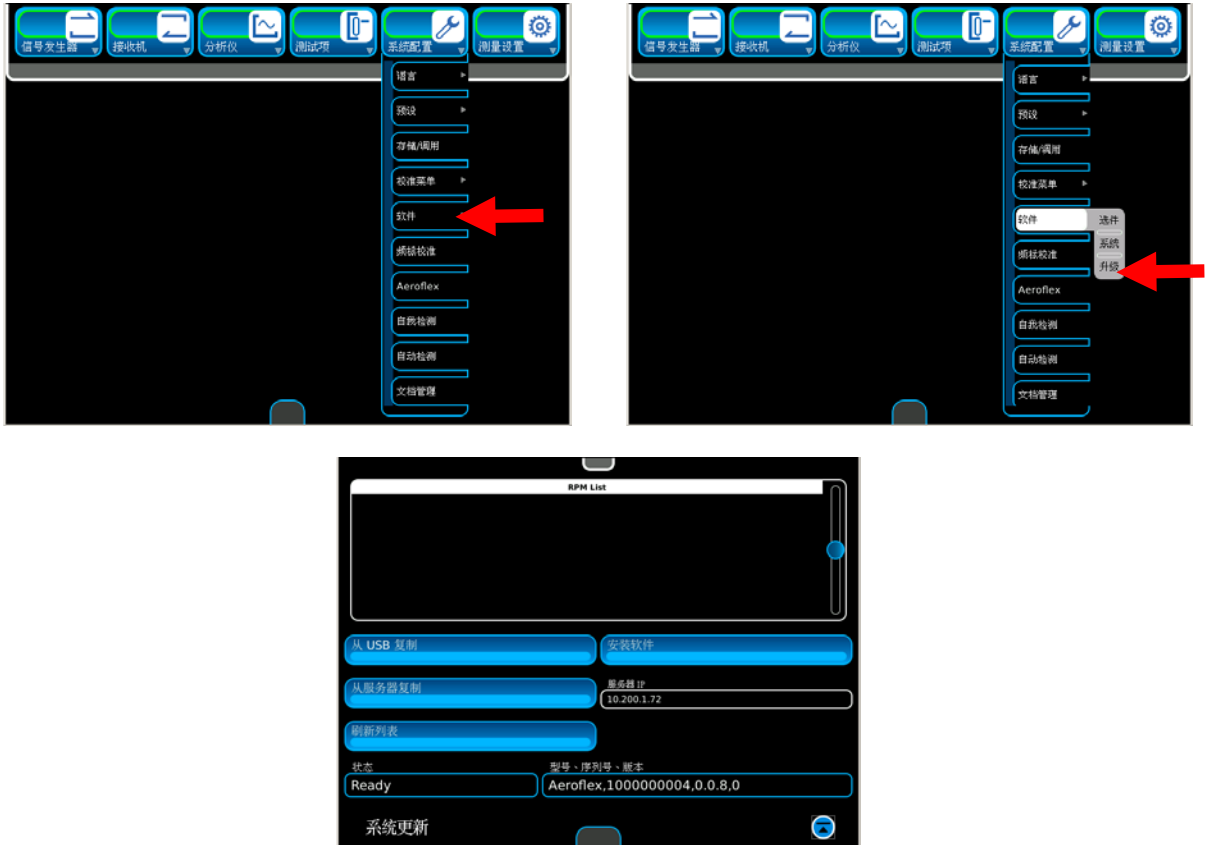 信号发生器 接收机 分析仪 测试项 系统配置 测量设置
语言
预设
存储/调用
校准菜单
软件
频标校准
Aeroflex
自我检测
自动检测
文档管理
信号发生器 接收机 分析仪 测试项 系统配置 测量设置
语言
预设
存储/调用
校准菜单
软件 选件
系统
频标校准 升级
Aeroflex
自我检测
自动检测
文档管理
RPM List
从 USB 复制 安装软件
从服务器复制 服务器 IP
10.200.1.72
刷新列表
状态 型号、序列号、版本
Ready Aeroflex,1000000004,0.0.8,0
系统更新